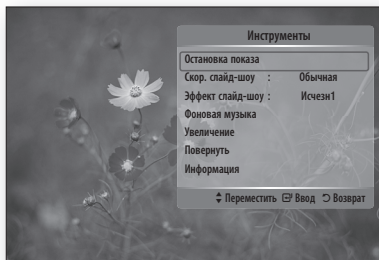 Инструменты
Остановка показа
Скор. слайд-шоу : Обычная
Эффект слайд-шоу : Исчезн1
Фоновая музыка
Увеличение
Повернуть
Информация
Переместить Ввод Возврат